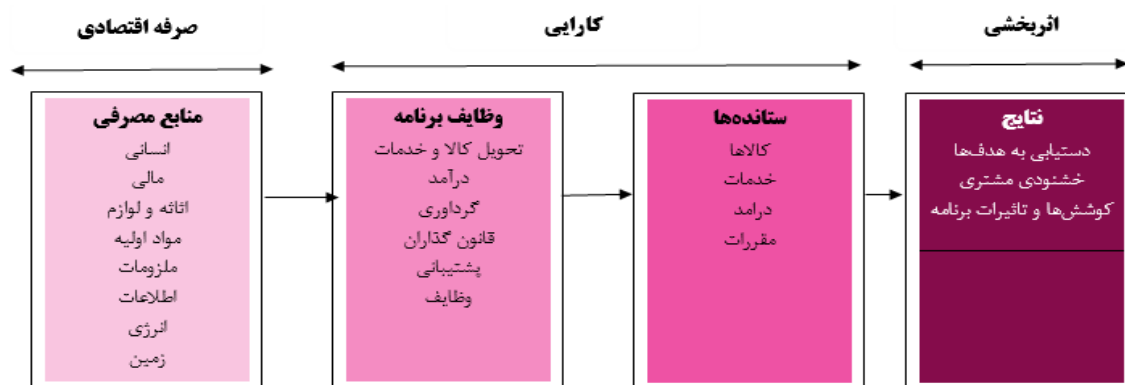 صرفه اقتصادی
کارایی
اثربخشی
منابع مصرفی
انسانی
مالی
اثاثه و لوازم
مواد اولیه
ملزومات
اطلاعات
انرژی
زمین
وظایف برنامه
تحویل کالا و خدمات
درآمد
گرداوری
قانون گذاران
پشتیبانی
وظایف
ستانده‌ها
کالاها
خدمات
درامد
مقررات
نتایج
دستیابی به هدف‌ها
خشنودی مشتری
کوشش‌ها و تاثیرات برنامه